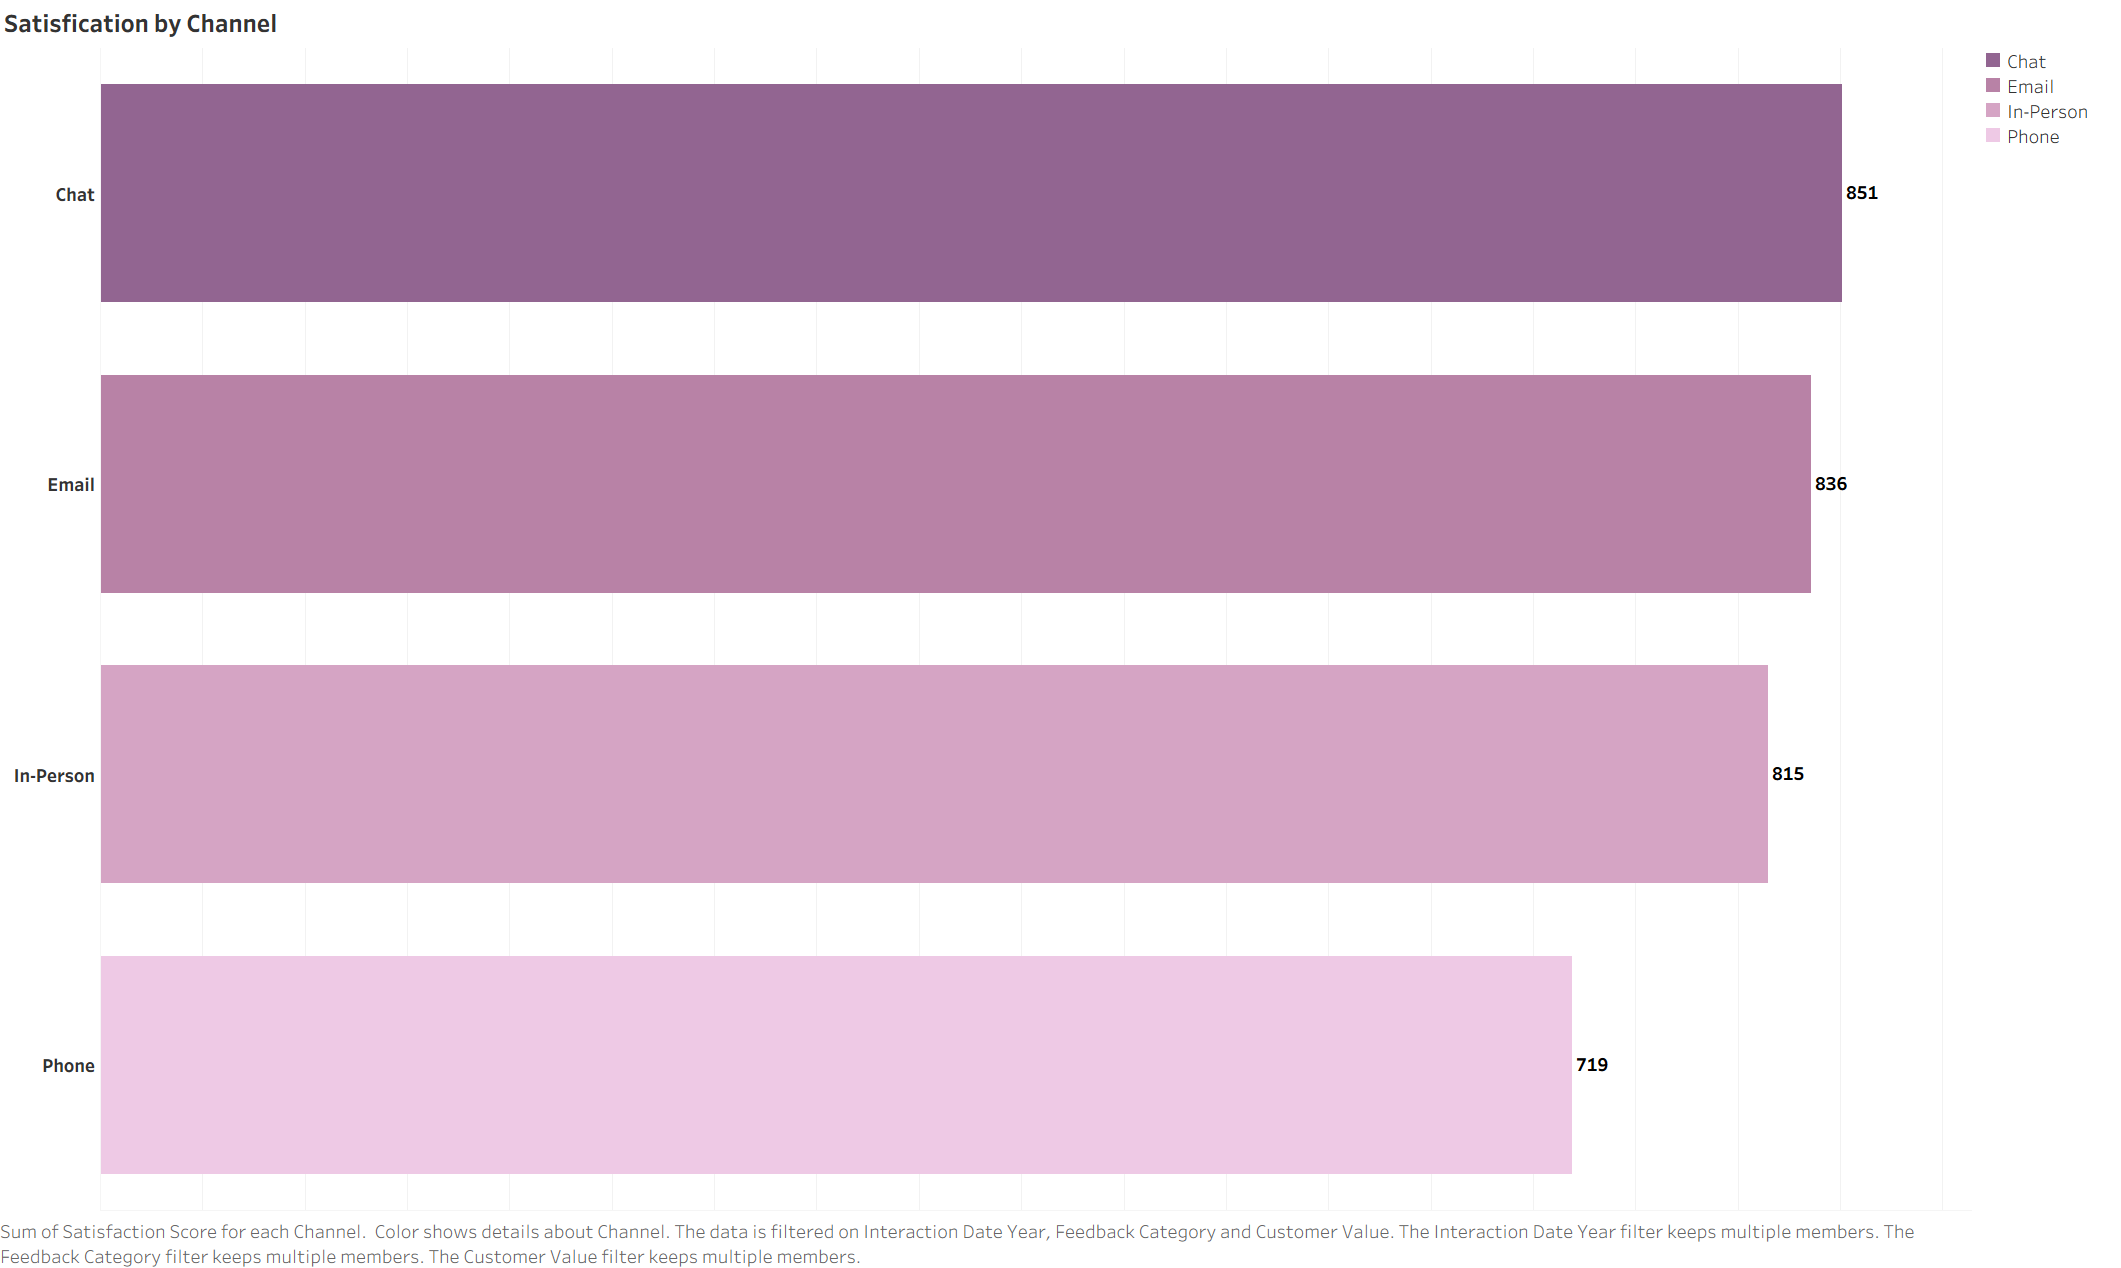 Satisfication by Channel
Chat
Email
In-Person
Phone
Chat
851
Email
836
In-Person
815
Phone
719
Sum of Satisfaction Score for each Channel.  Color shows details about Channel. The data is filtered on Interaction Date Year, Feedback Category and Customer Value. The Interaction Date Year filter keeps multiple members. The
Feedback Category filter keeps multiple members. The Customer Value filter keeps multiple members.